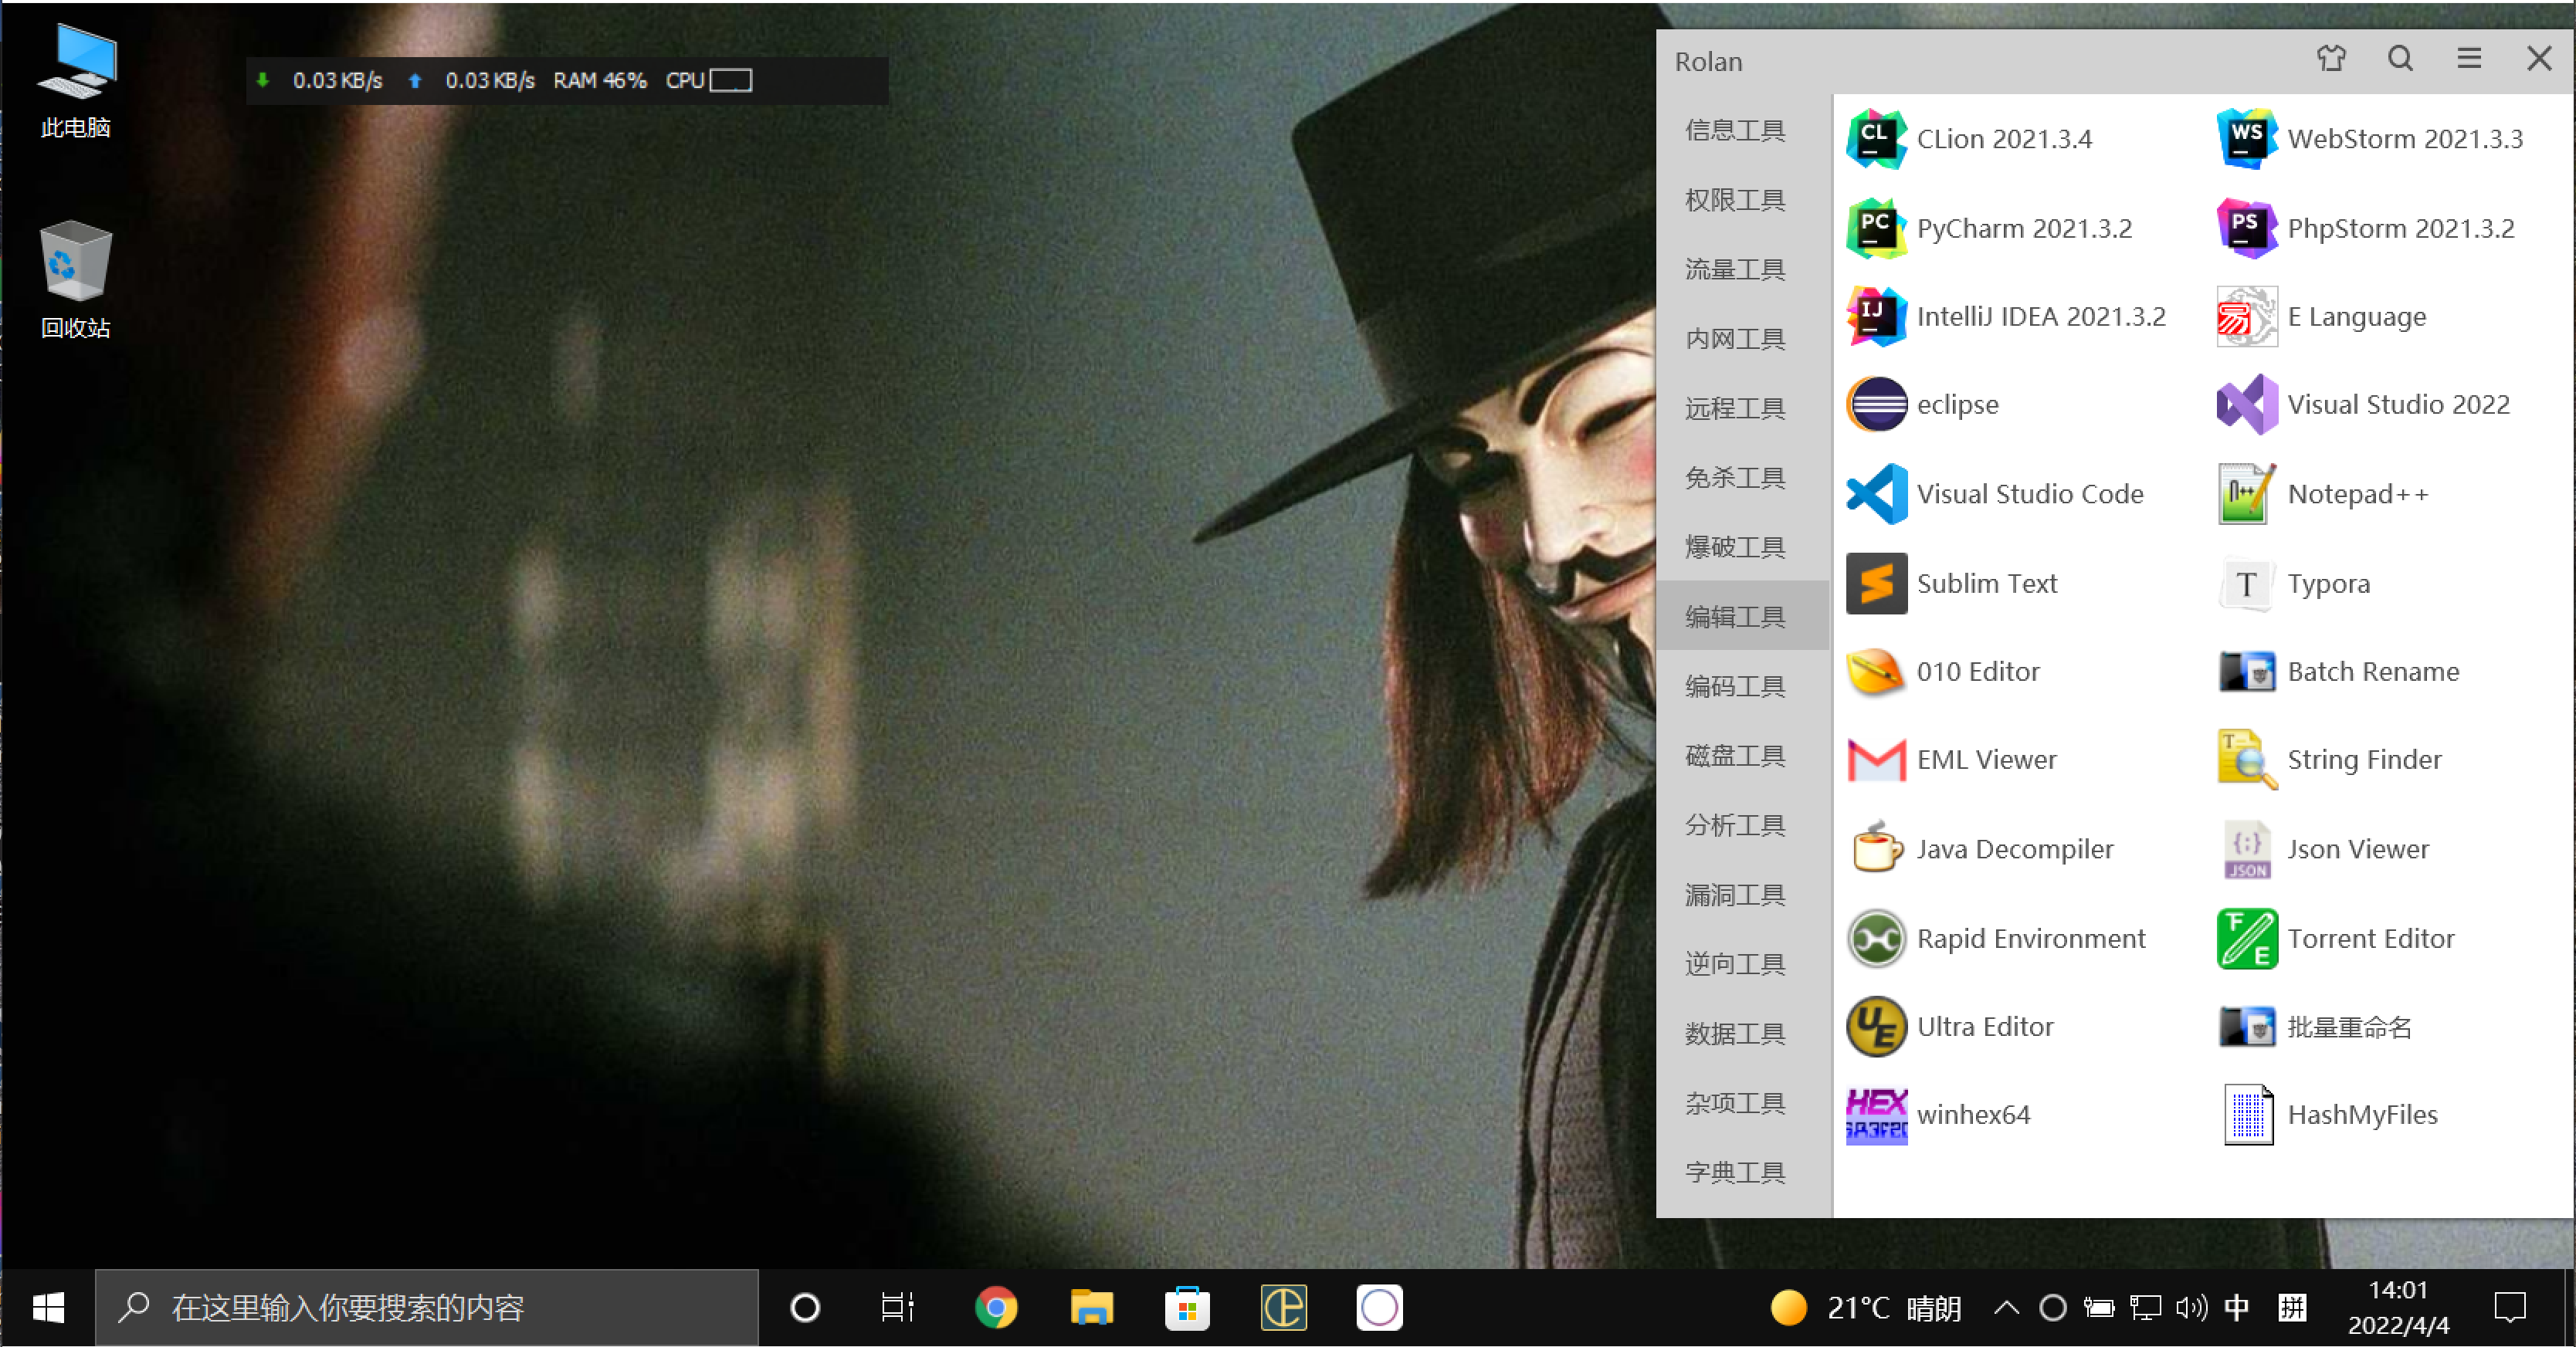 此电脑
回收站
0.03 KB/s 0.03 KB/s RAM 46% CPU
Rolan
信息工具
权限工具
流量工具
内网工具
远程工具
免杀工具
爆破工具
编辑工具
编码工具
磁盘工具
分析工具
漏洞工具
逆向工具
数据工具
杂项工具
字典工具
CL CLion 2021.3.4
WS WebStorm 2021.3.3
PC PyCharm 2021.3.2
PS PhpStorm 2021.3.2
IJ IntelliJ IDEA 2021.3.2
易 E Language
eclipse
Visual Studio 2022
Visual Studio Code
Notepad++
Sublim Text
T Typora
010 Editor
Batch Rename
EML Viewer
T String Finder
Java Decompiler
{;} JSON Json Viewer
Rapid Environment
F E Torrent Editor
UE Ultra Editor
批量重命名
HEX winhex64
HashMyFiles
在这里输入你要搜索的内容
21°C 晴朗
中 拼
14:01
2022/4/4